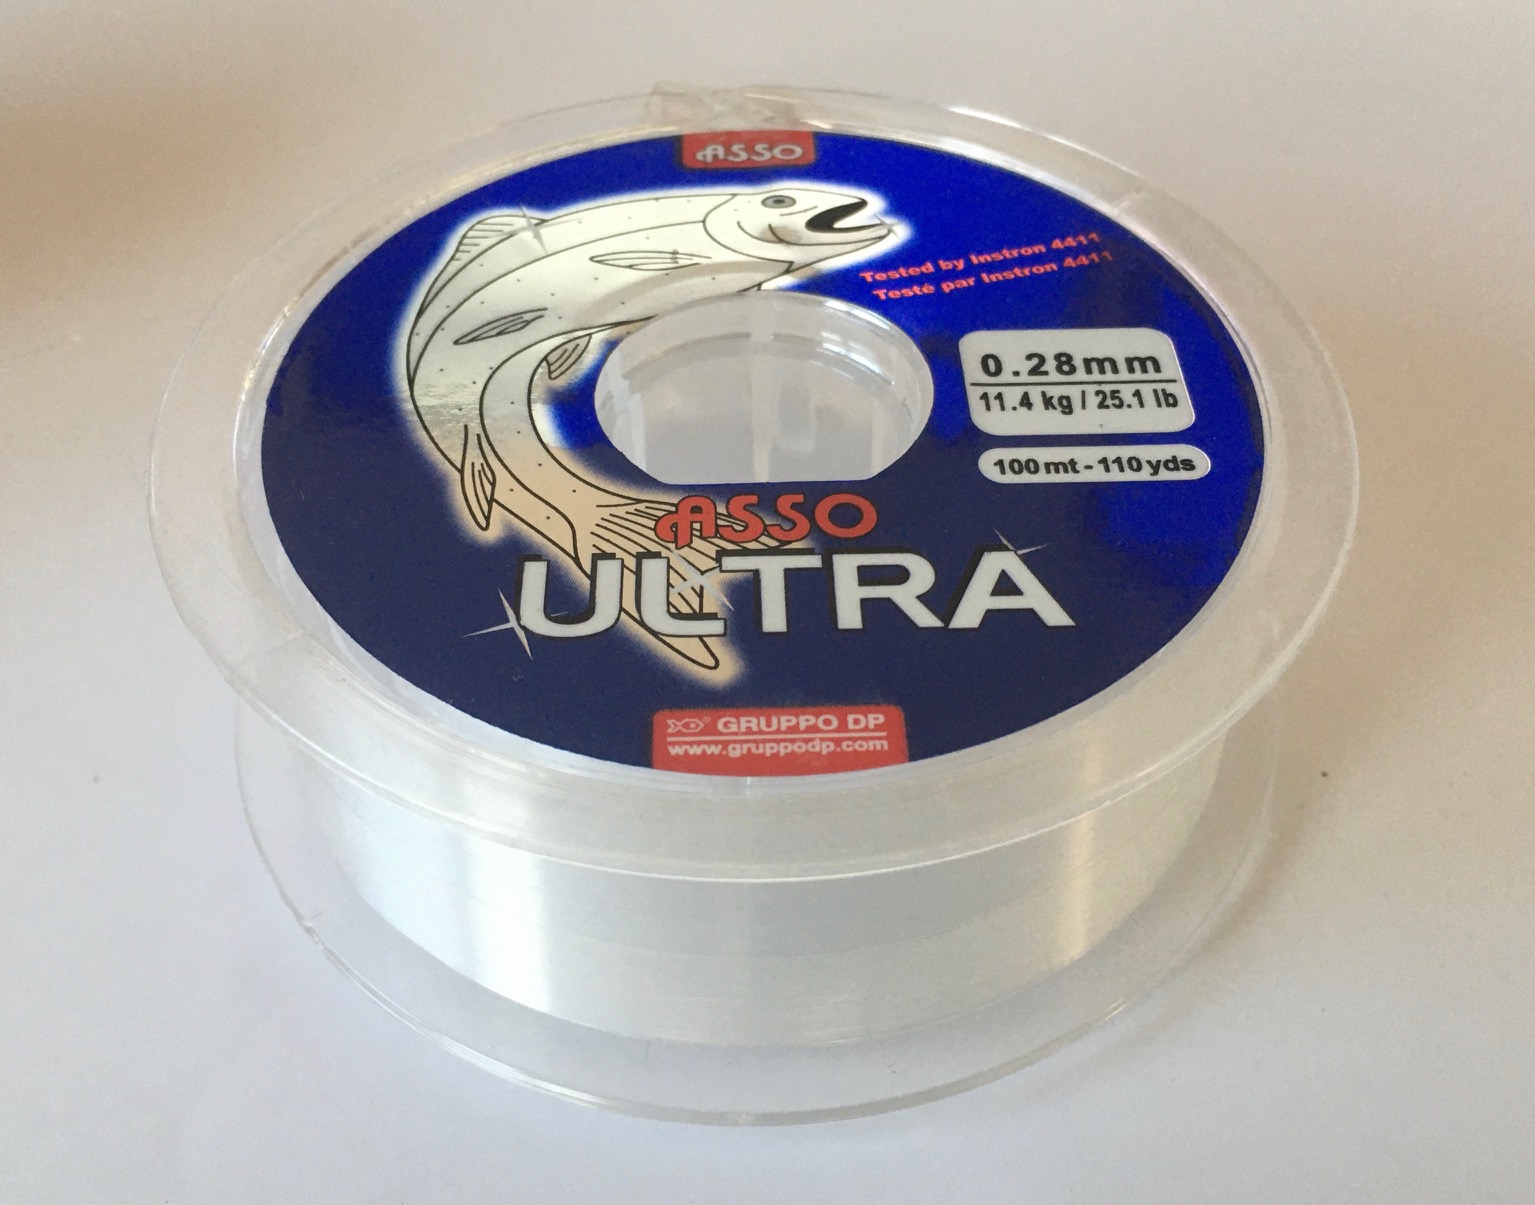 ASSO
Tested by Instron 4411
Testé par Instron 4411
0.28mm
11.4 kg / 25.1 lb
100 mt - 110 yds
ASSO
ULTRA
GRUPPO DP
www.gruppodp.com